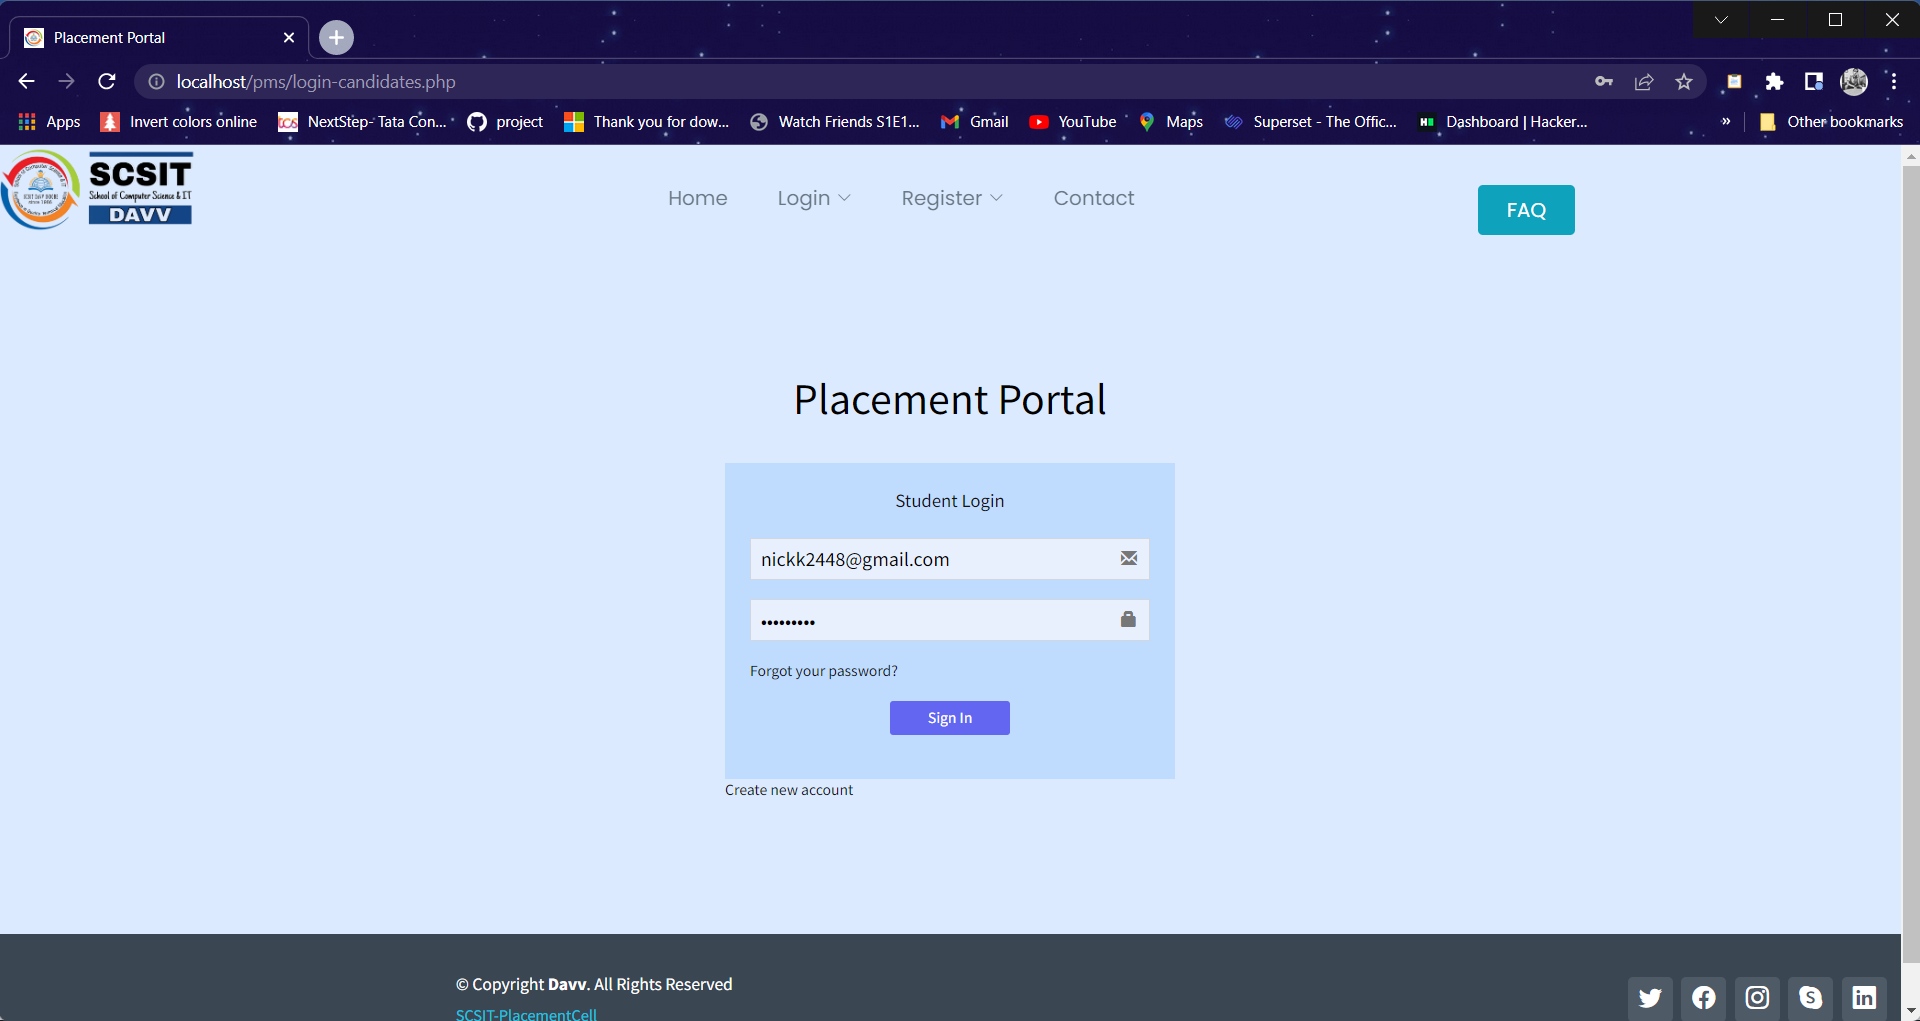 Placement Portal
localhost/pms/login-candidates.php
Apps Invert colors online NextStep- Tata Con... project Thank you for dow... Watch Friends S1E1... Gmail YouTube Maps Superset - The Offic... Dashboard | Hacker... » Other bookmarks
SCSIT
School of Computer Science & IT
DAVV
Home Login Register Contact FAQ
Placement Portal
Student Login
nickk2448@gmail.com
•••••••••
Forgot your password?
Sign In
Create new account
© Copyright Davv. All Rights Reserved
SCSIT-PlacementCell